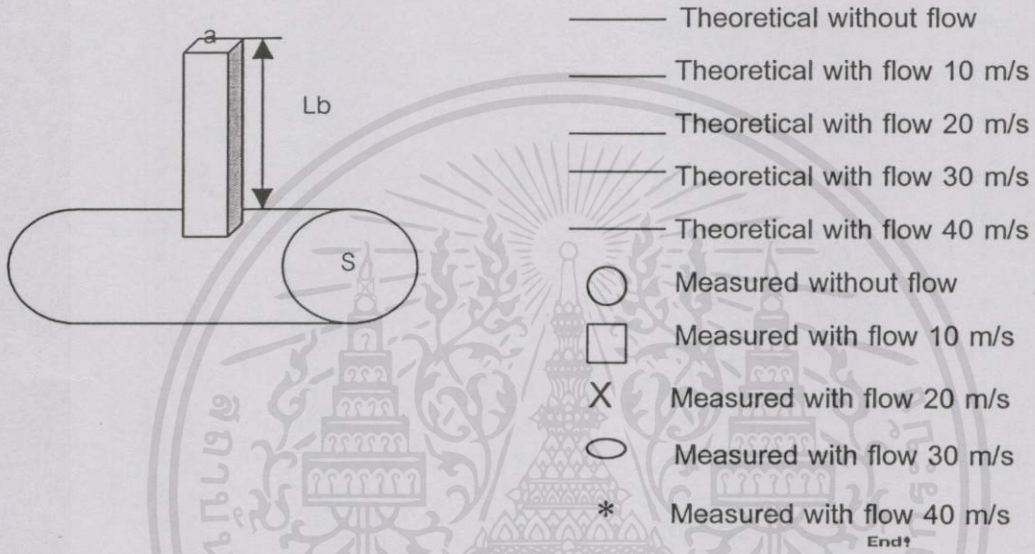 a
Lb
S
Theoretical without flow
Theoretical with flow 10 m/s
Theoretical with flow 20 m/s
Theoretical with flow 30 m/s
Theoretical with flow 40 m/s
Measured without flow
Measured with flow 10 m/s
X Measured with flow 20 m/s
Measured with flow 30 m/s
* Measured with flow 40 m/s
End